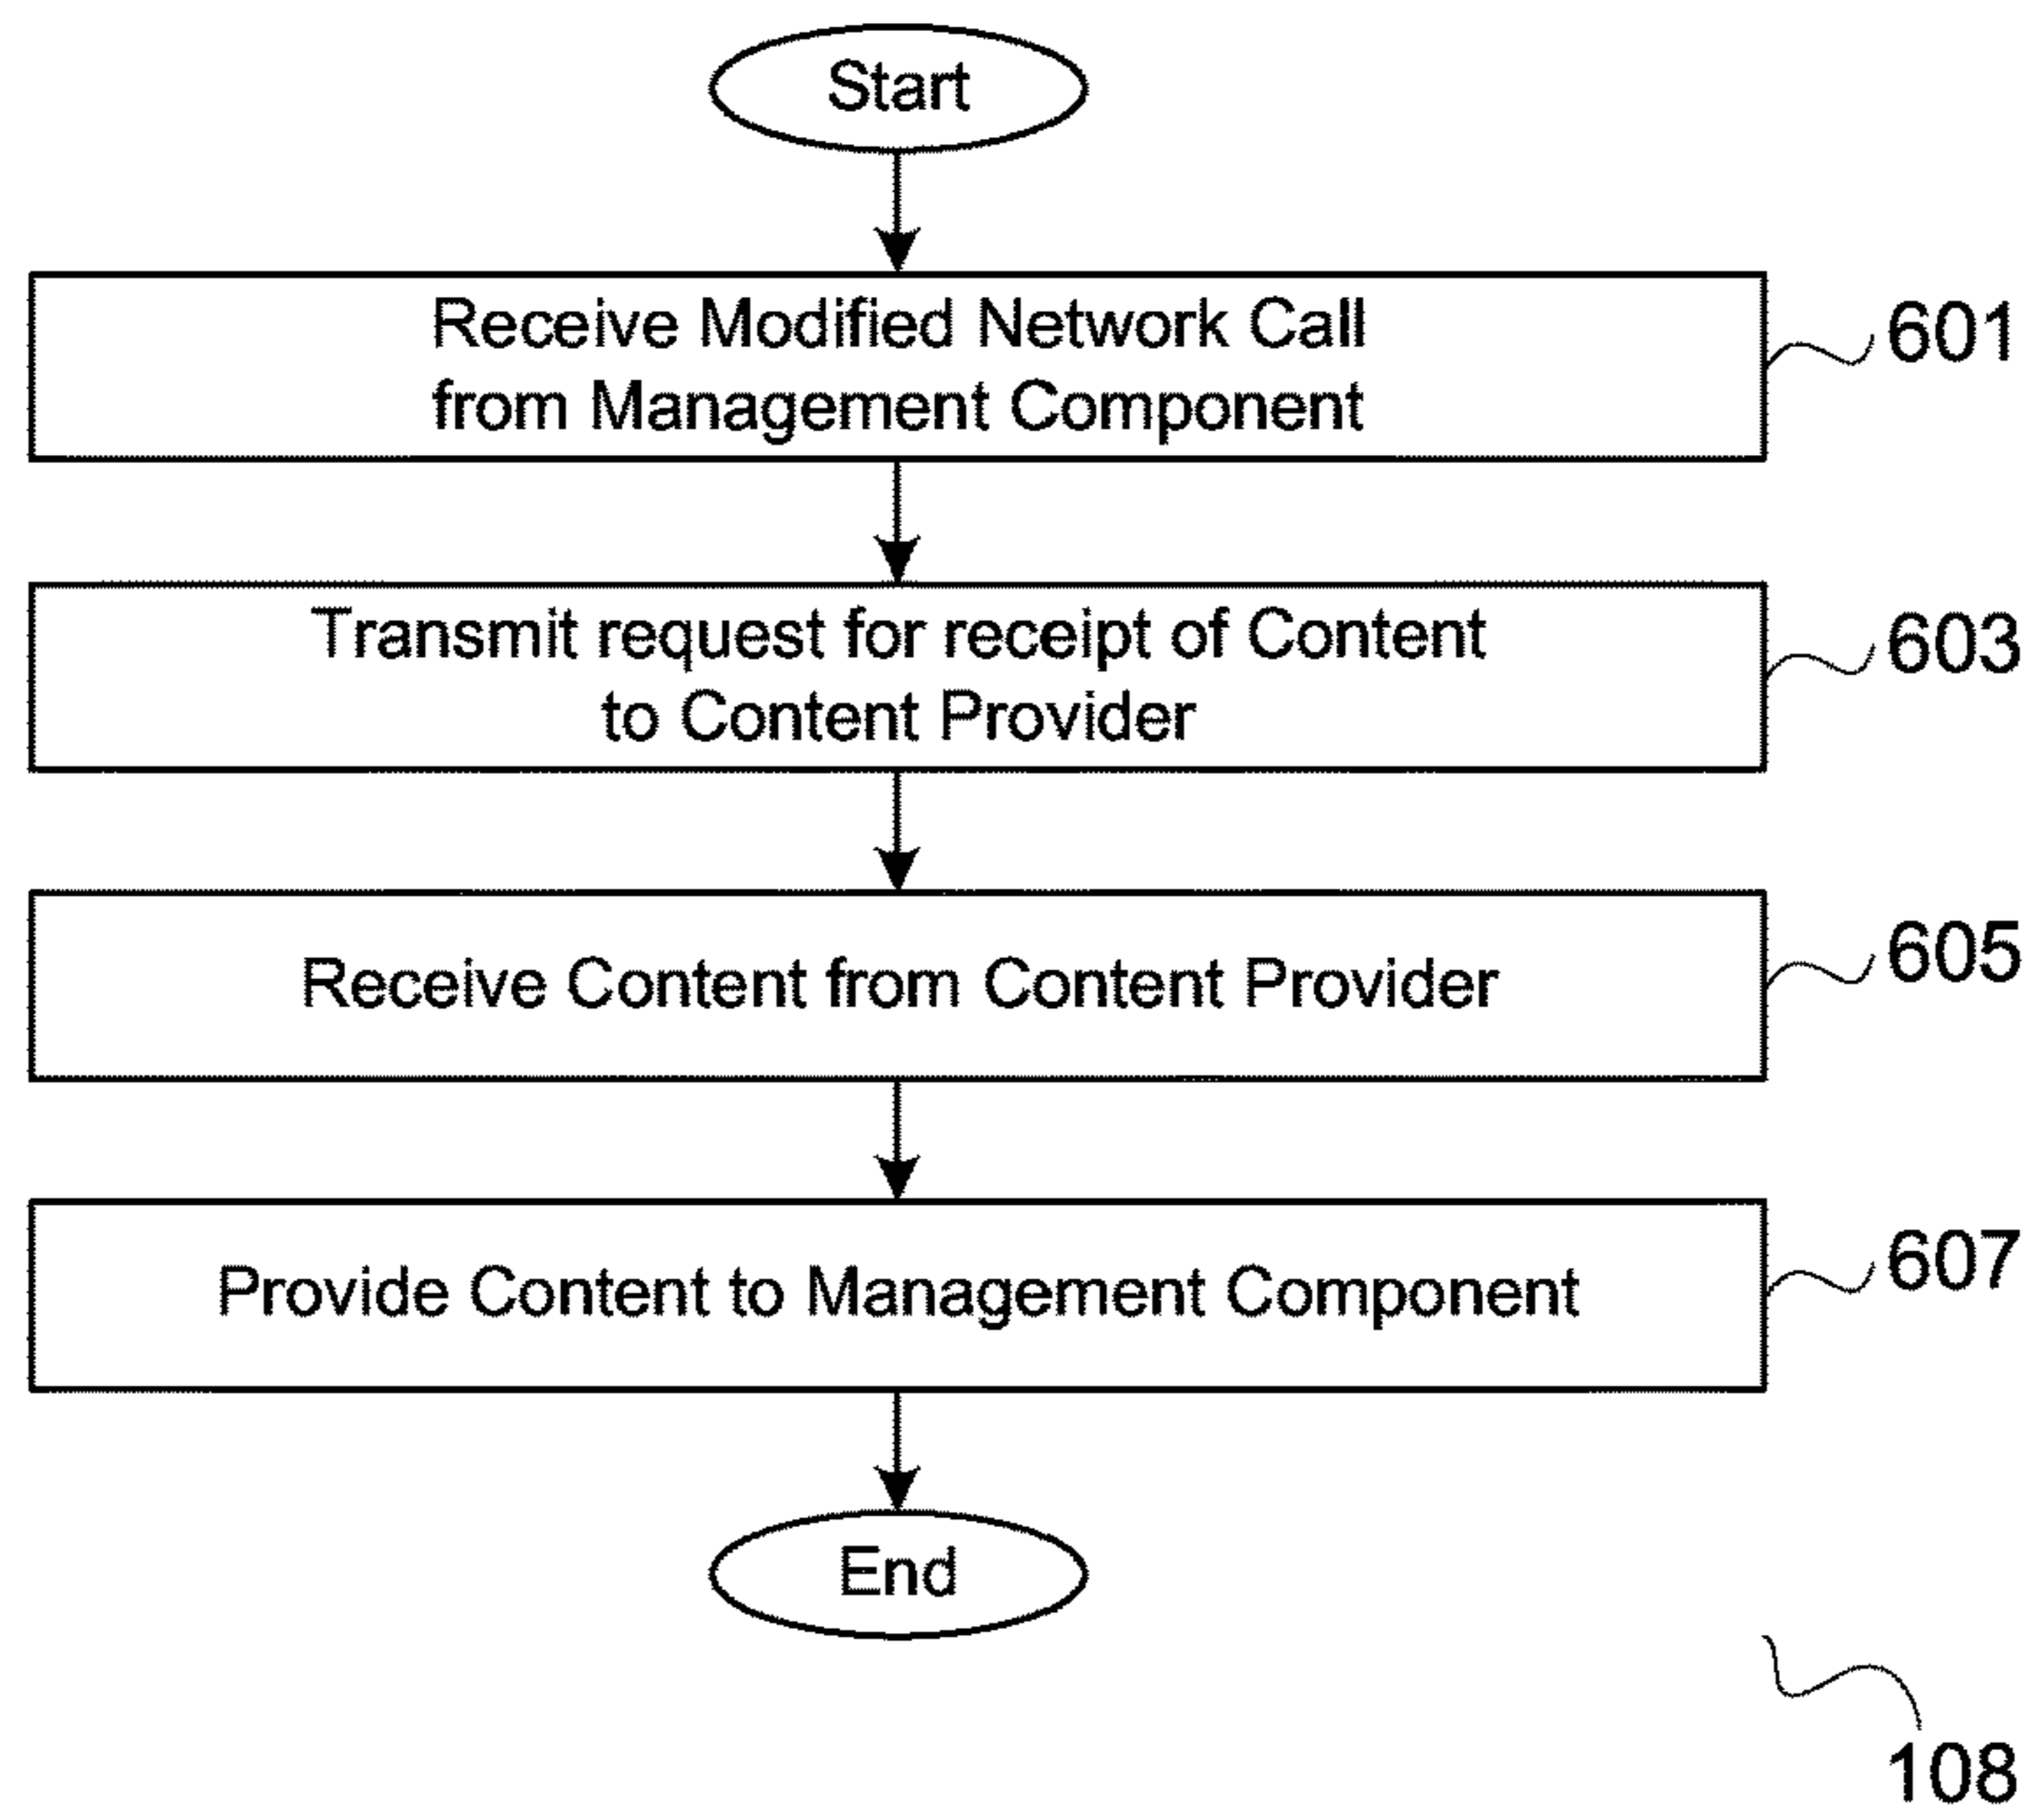 Start
Receive Modified Network Call
from Management Component
601
Transmit request for receipt of Content
to Content Provider
603
Receive Content from Content Provider
605
Provide Content to Management Component
607
End
108